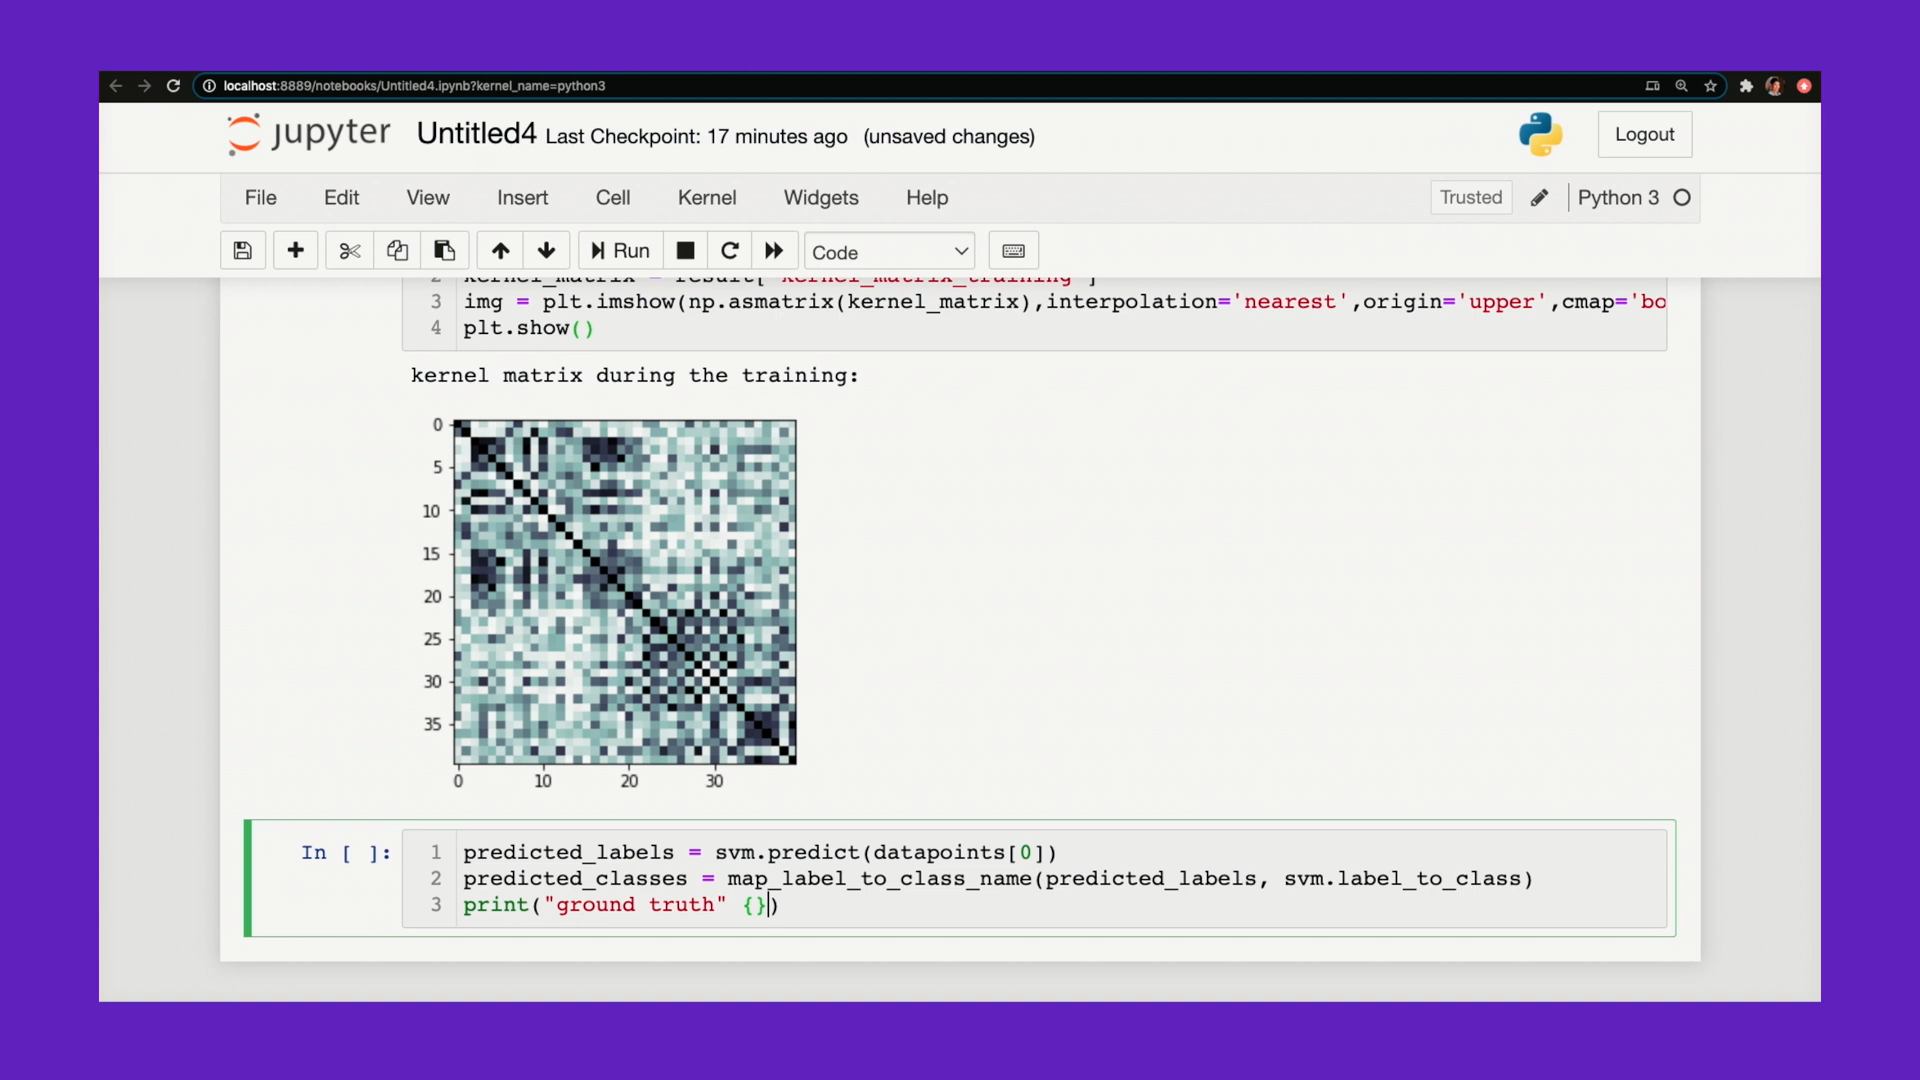 localhost:8889/notebooks/Untitled4.ipynb?kernel_name=python3
jupyter Untitled4 Last Checkpoint: 17 minutes ago (unsaved changes)
Logout
File Edit View Insert Cell Kernel Widgets Help
Trusted Python 3
Run Code
2 kernel_matrix = result['kernel_matrix_training']
3 img = plt.imshow(np.asmatrix(kernel_matrix),interpolation='nearest',origin='upper',cmap='bo
4 plt.show()
kernel matrix during the training:
0
5
10
15
20
25
30
35
0 10 20 30
In [ ]:
1 predicted_labels = svm.predict(datapoints[0])
2 predicted_classes = map_label_to_class_name(predicted_labels, svm.label_to_class)
3 print("ground truth" {})